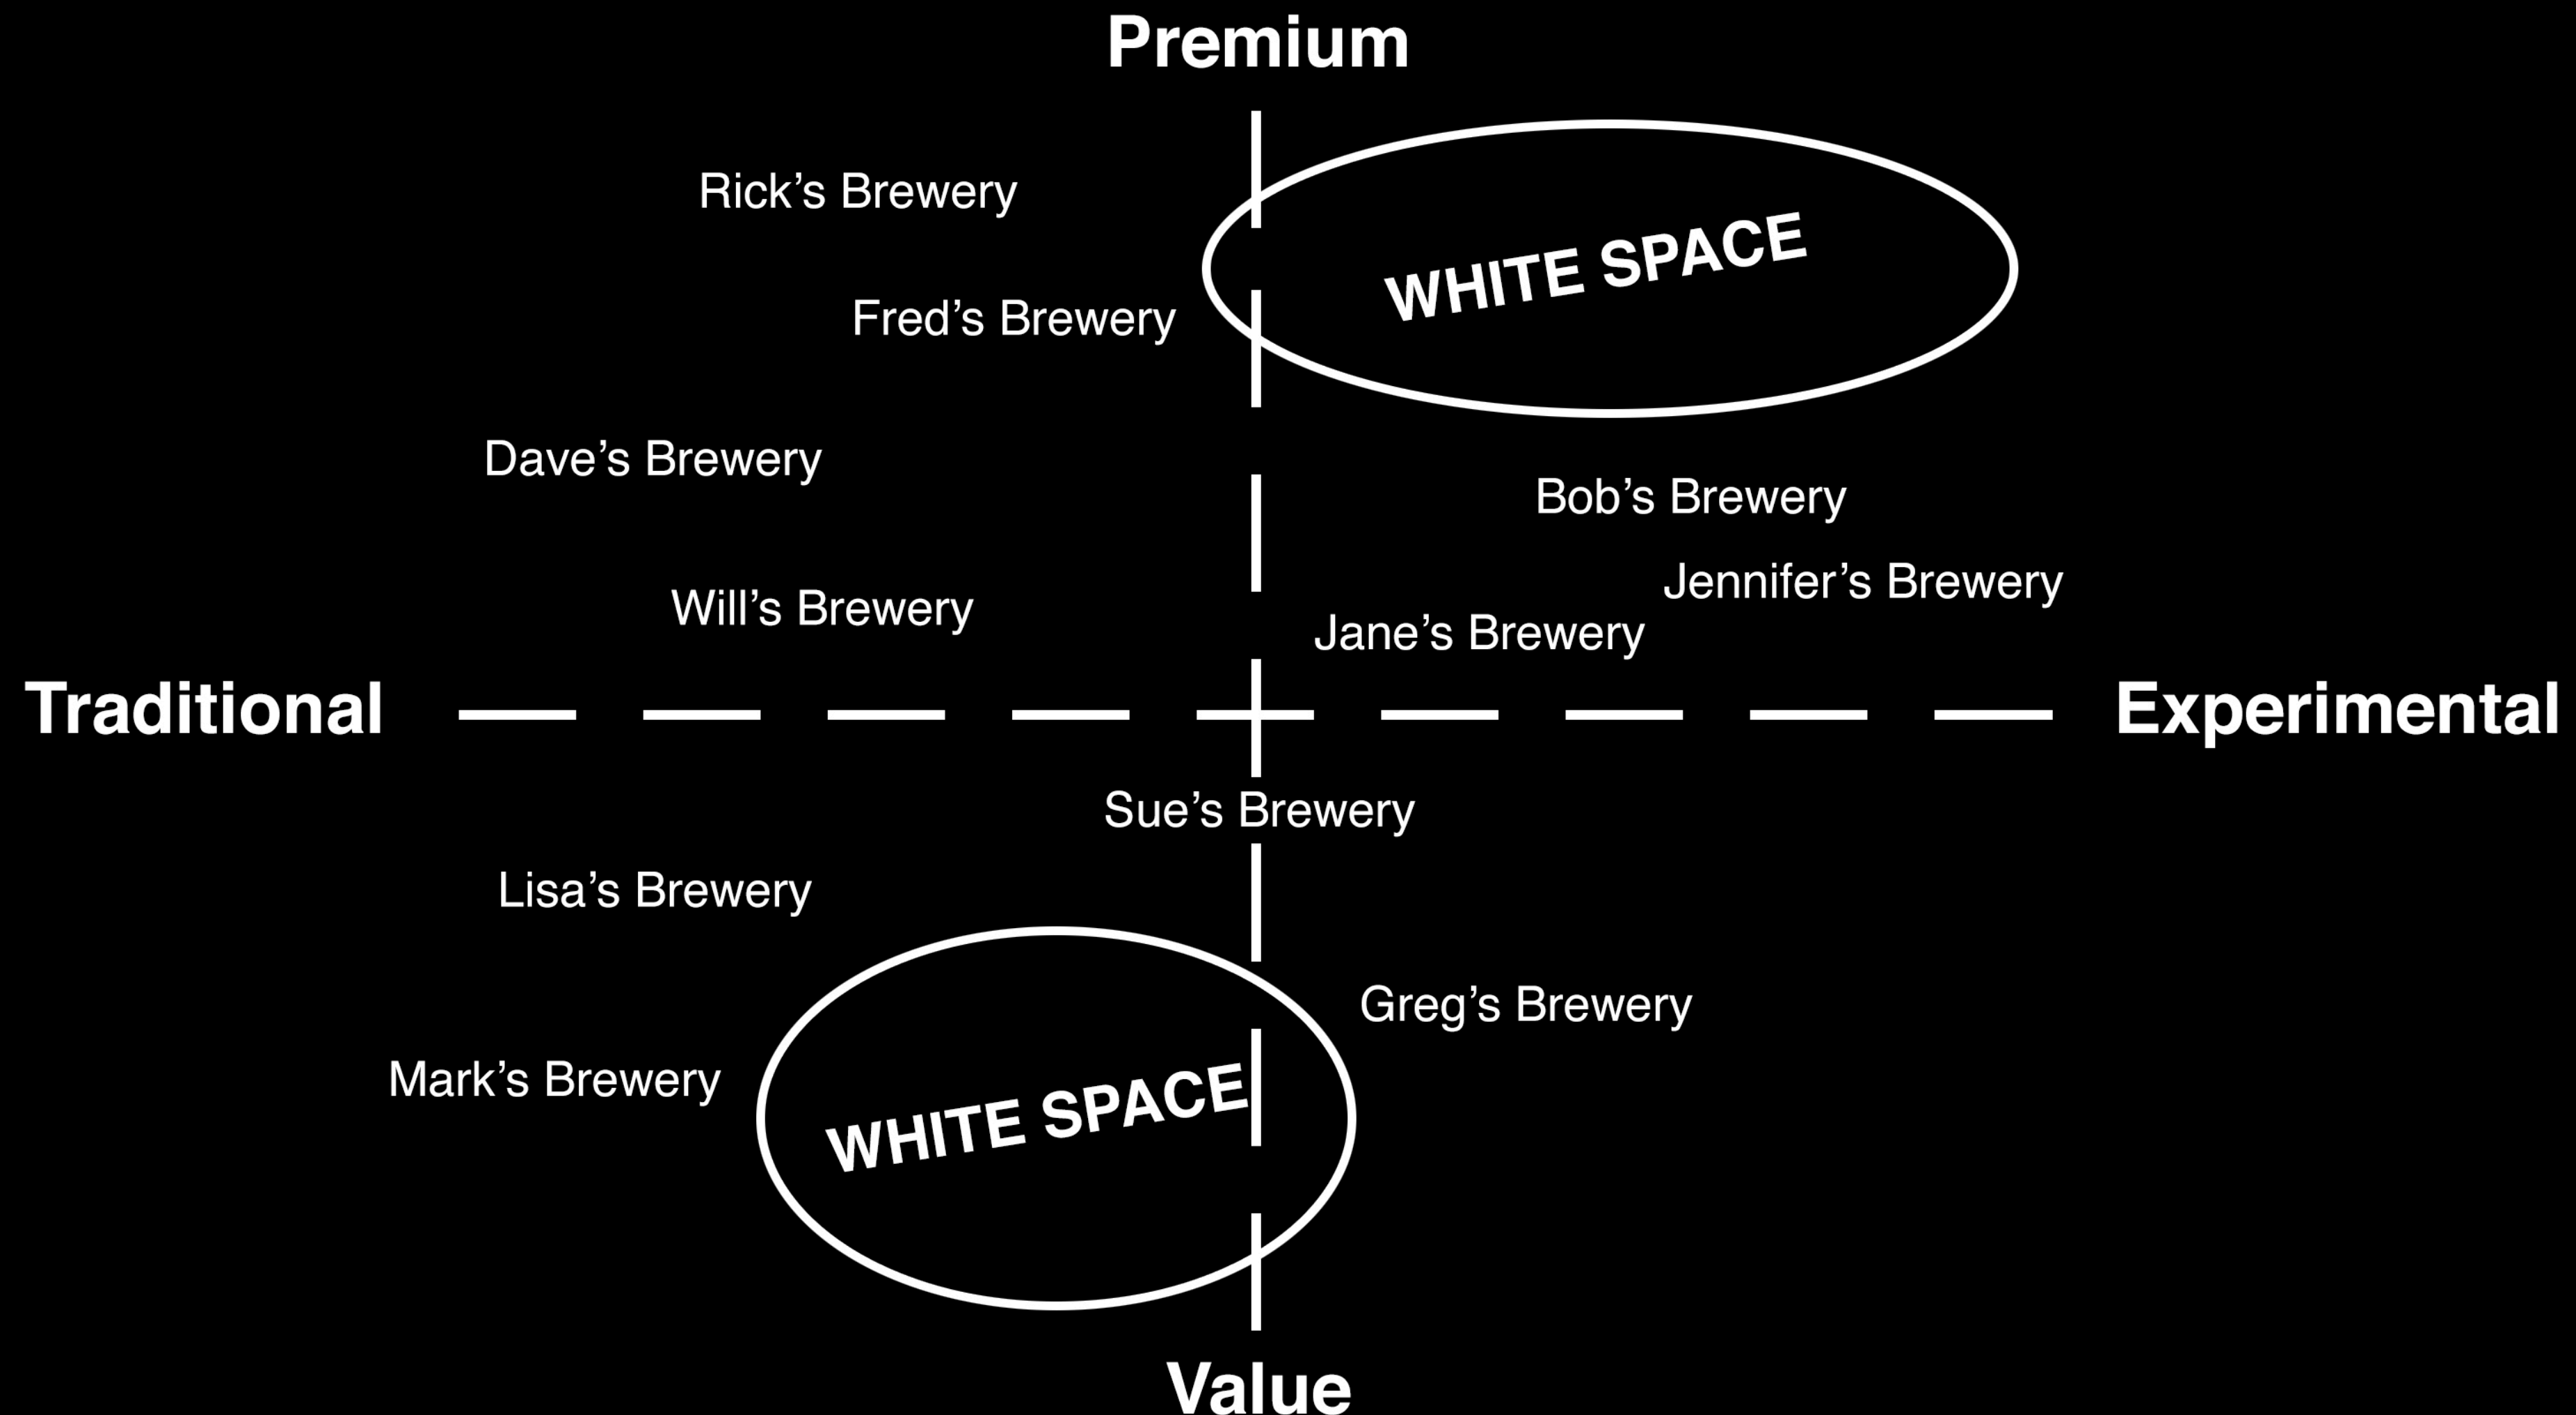 Premium
Rick’s Brewery
WHITE SPACE
Fred’s Brewery
Dave’s Brewery
Bob’s Brewery
Jennifer’s Brewery
Will’s Brewery
Jane’s Brewery
Traditional
Experimental
Sue’s Brewery
Lisa’s Brewery
Greg’s Brewery
Mark’s Brewery
WHITE SPACE
Value